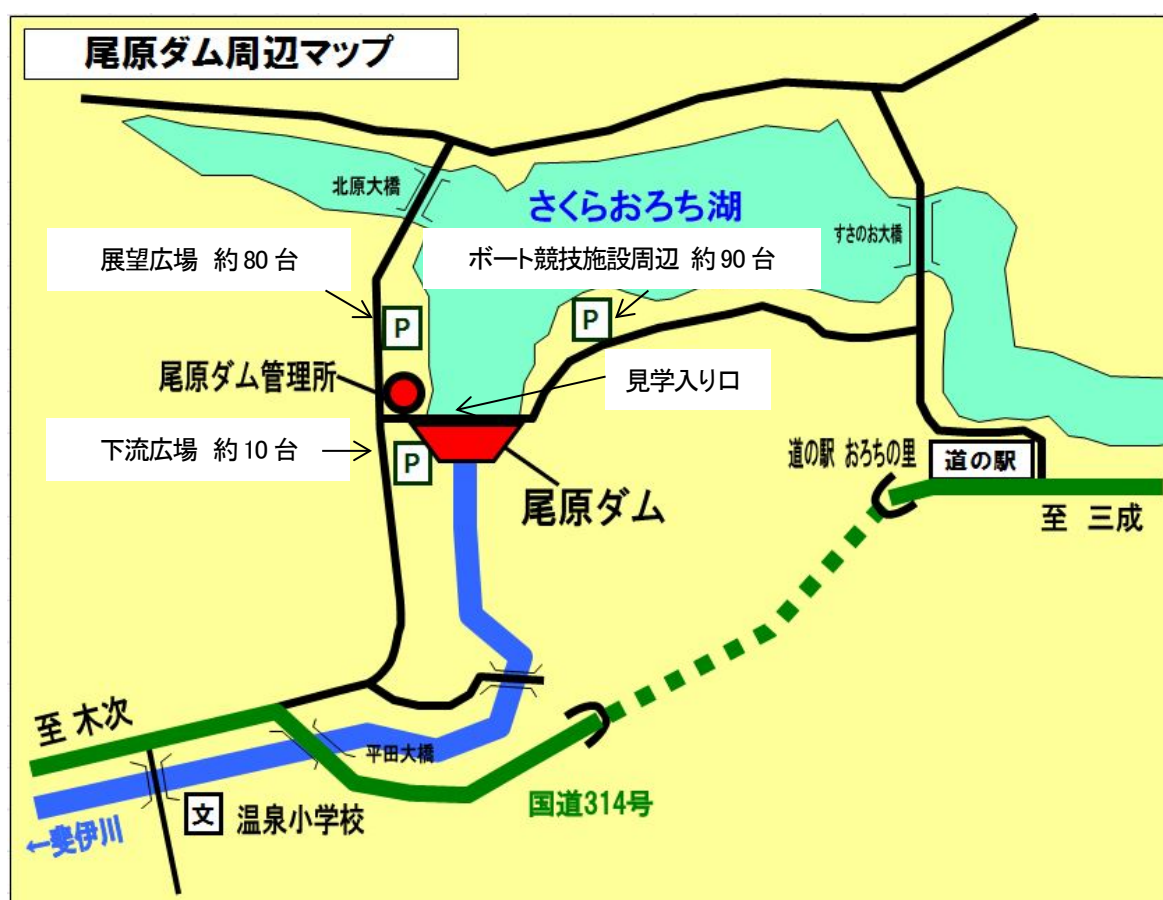 尾原ダム周辺マップ
北原大橋
さくらおろち湖
すさのお大橋
展望広場 約80台
ボート競技施設周辺 約90台
P
P
尾原ダム管理所
見学入り口
下流広場 約10台
P
道の駅 おろちの里
道の駅
尾原ダム
至 三成
至 木次
平田大橋
国道314号
文
温泉小学校
←斐伊川